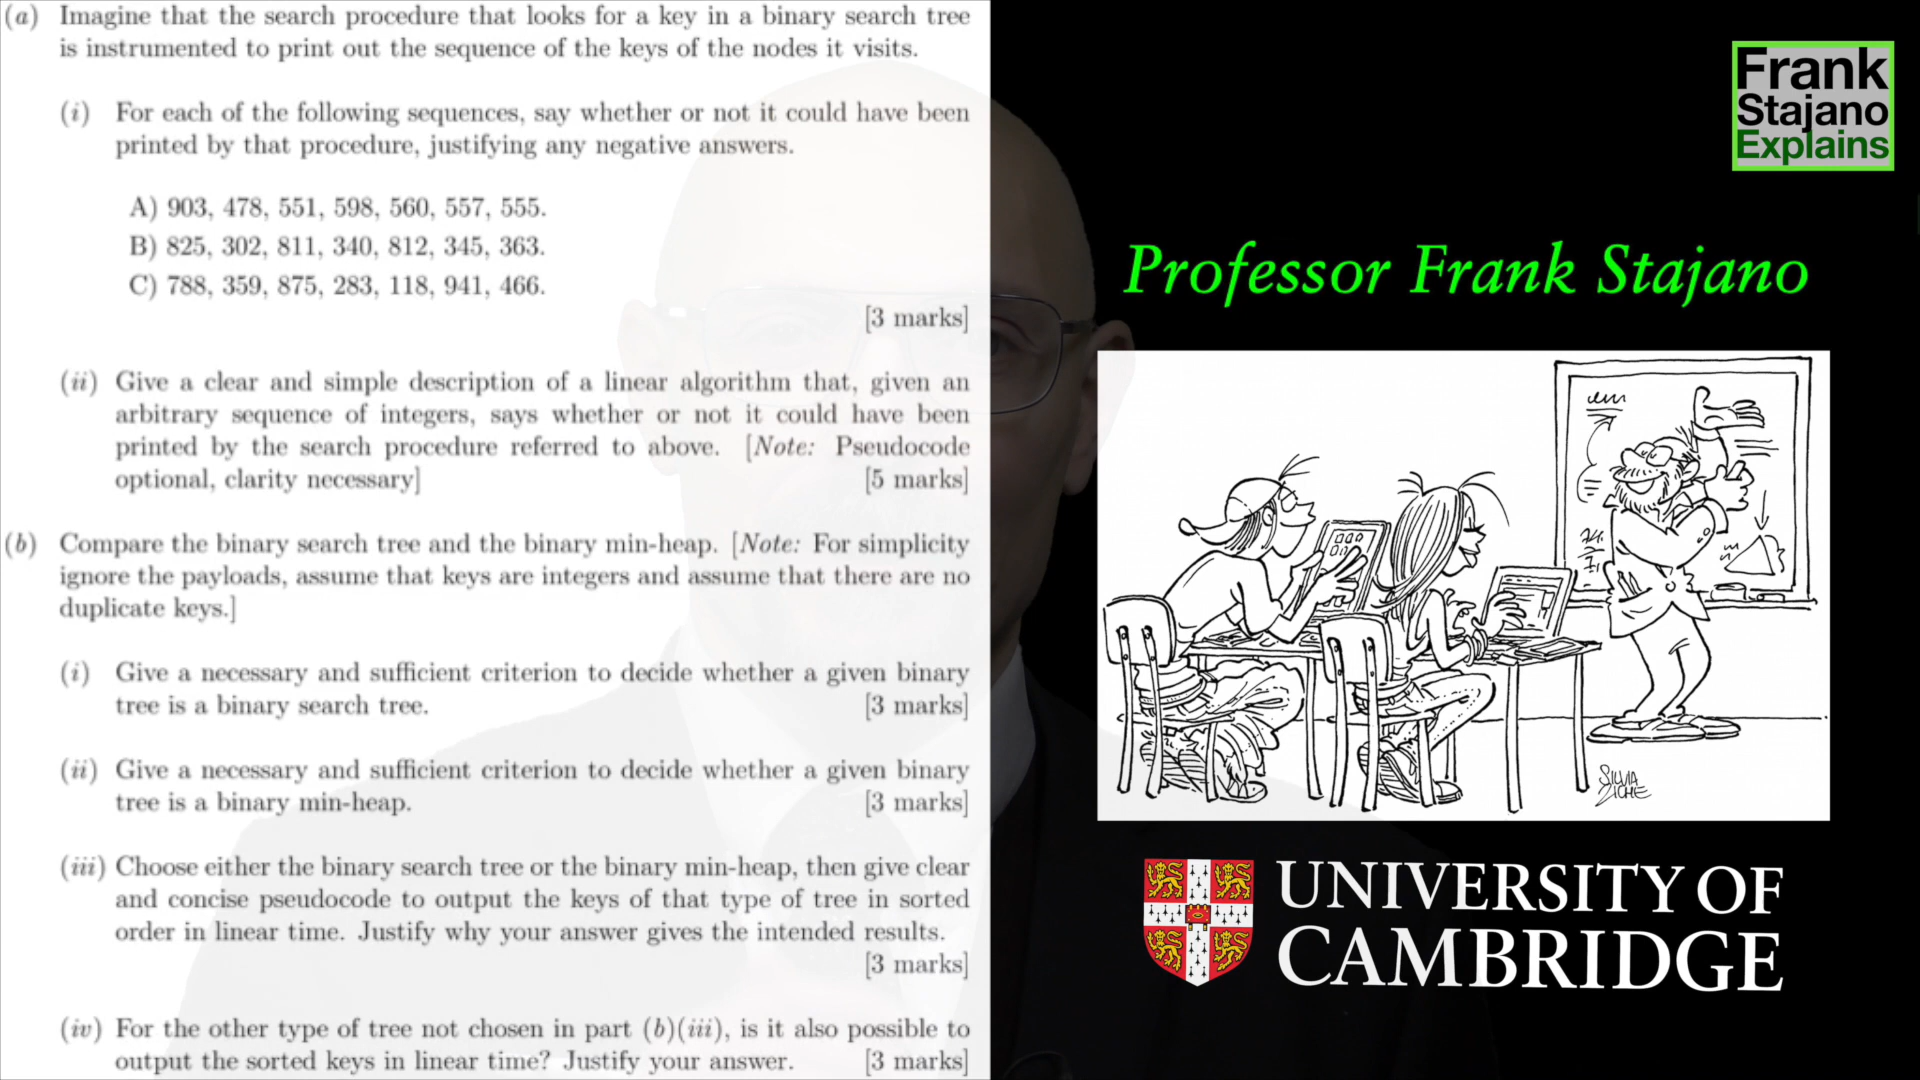 (a) Imagine that the search procedure that looks for a key in a binary search tree
is instrumented to print out the sequence of the keys of the nodes it visits.
(i) For each of the following sequences, say whether or not it could have been
printed by that procedure, justifying any negative answers.
A) 903, 478, 551, 598, 560, 557, 555.
B) 825, 302, 811, 340, 812, 345, 363.
C) 788, 359, 875, 283, 118, 941, 466.
[3 marks]
(ii) Give a clear and simple description of a linear algorithm that, given an
arbitrary sequence of integers, says whether or not it could have been
printed by the search procedure referred to above. [Note: Pseudocode
optional, clarity necessary] [5 marks]
(b) Compare the binary search tree and the binary min-heap. [Note: For simplicity
ignore the payloads, assume that keys are integers and assume that there are no
duplicate keys.]
(i) Give a necessary and sufficient criterion to decide whether a given binary
tree is a binary search tree. [3 marks]
(ii) Give a necessary and sufficient criterion to decide whether a given binary
tree is a binary min-heap. [3 marks]
(iii) Choose either the binary search tree or the binary min-heap, then give clear
and concise pseudocode to output the keys of that type of tree in sorted
order in linear time. Justify why your answer gives the intended results.
[3 marks]
(iv) For the other type of tree not chosen in part (b)(iii), is it also possible to
output the sorted keys in linear time? Justify your answer. [3 marks]
Frank
Stajano
Explains
Professor Frank Stajano
SILVIA
ZICHE
UNIVERSITY OF
CAMBRIDGE